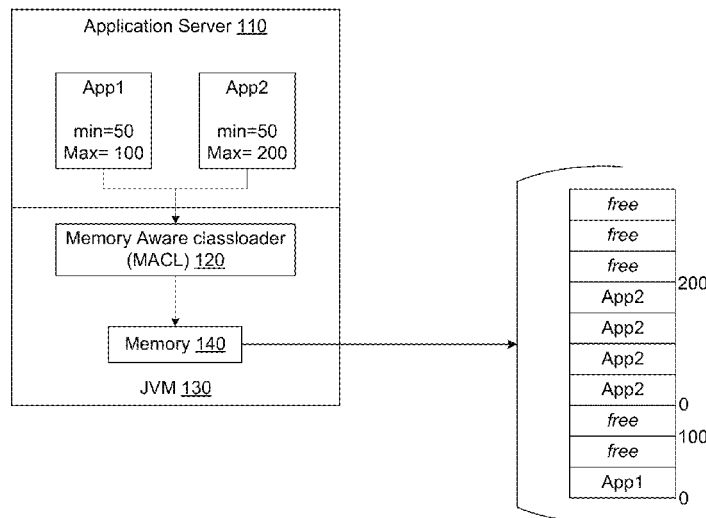 Application Server 110
App1
min=50
Max= 100
App2
min=50
Max= 200
Memory Aware classloader
(MACL) 120
Memory 140
JVM 130
free
free
free
200
App2
App2
App2
App2
0
free
100
free
App1
0